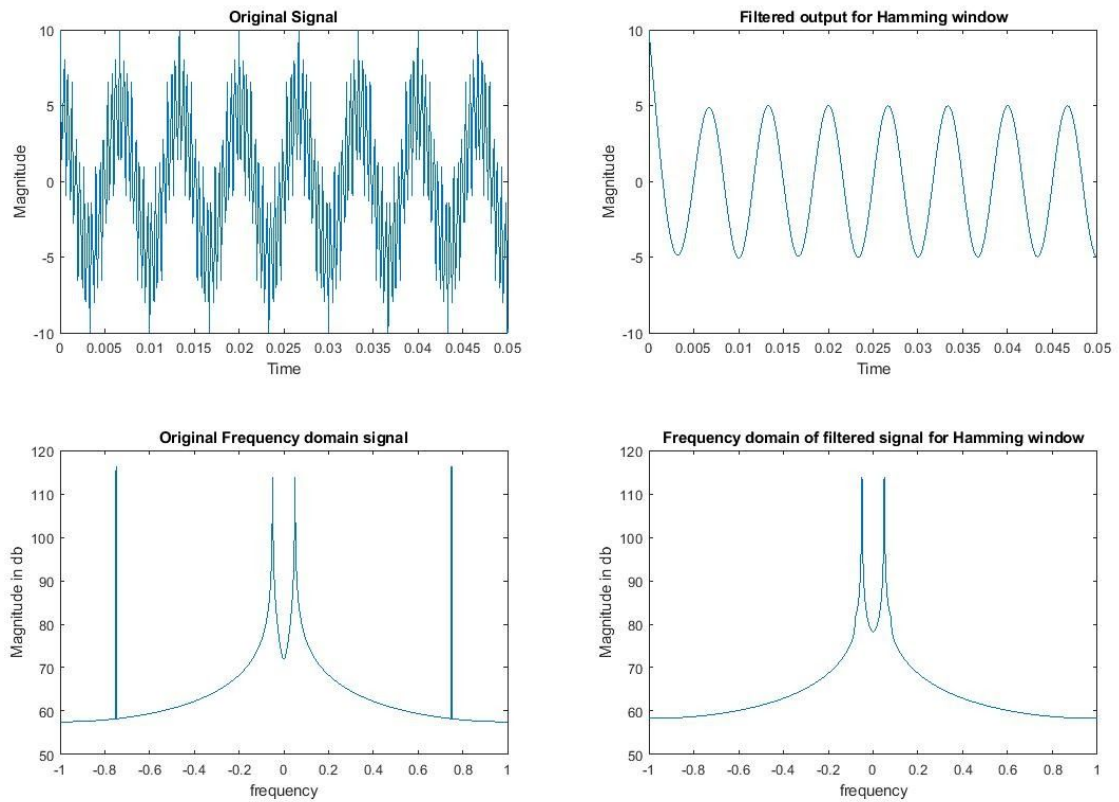 Original Signal
10
5
0
-5
-10
Magnitude
0 0.005 0.01 0.015 0.02 0.025 0.03 0.035 0.04 0.045 0.05
Time
Filtered output for Hamming window
10
5
0
-5
-10
Magnitude
0 0.005 0.01 0.015 0.02 0.025 0.03 0.035 0.04 0.045 0.05
Time
Original Frequency domain signal
120
110
100
90
80
70
60
50
Magnitude in db
-1 -0.8 -0.6 -0.4 -0.2 0 0.2 0.4 0.6 0.8 1
frequency
Frequency domain of filtered signal for Hamming window
120
110
100
90
80
70
60
50
Magnitude in db
-1 -0.8 -0.6 -0.4 -0.2 0 0.2 0.4 0.6 0.8 1
frequency